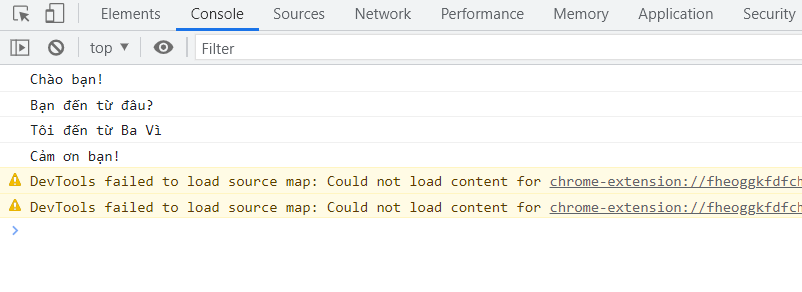 Elements Console Sources Network Performance Memory Application Security
top ▼ Filter
Chào bạn!
Bạn đến từ đâu?
Tôi đến từ Ba Vì
Cảm ơn bạn!
DevTools failed to load source map: Could not load content for chrome-extension://fheoggkfdfch
DevTools failed to load source map: Could not load content for chrome-extension://fheoggkfdfch